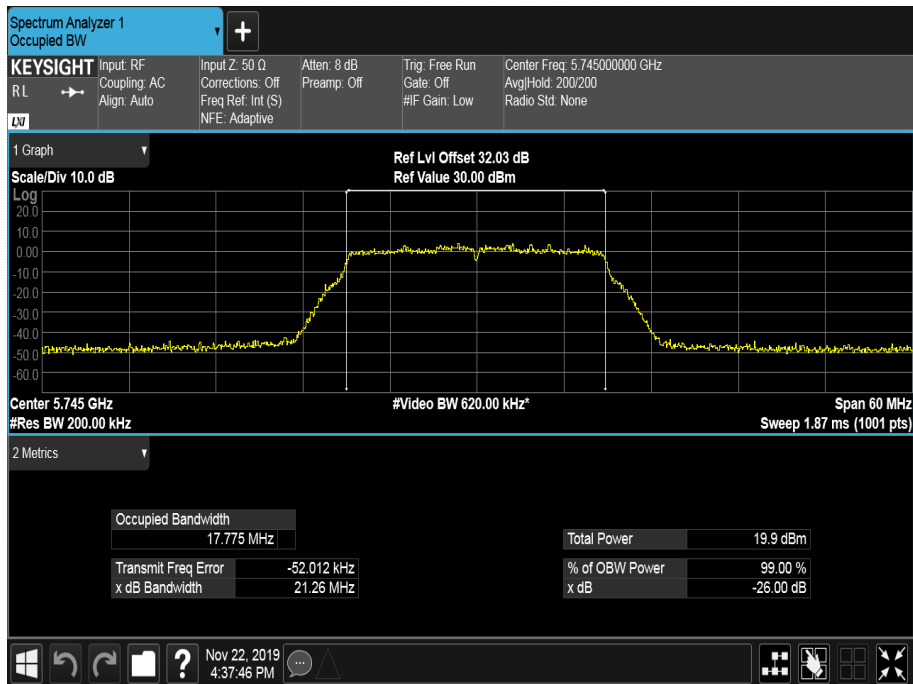 Spectrum Analyzer 1
Occupied BW
+
KEYSIGHT
RL
LXI
Input: RF
Coupling: AC
Align: Auto
Input Z: 50 Ω
Corrections: Off
Freq Ref: Int (S)
NFE: Adaptive
Atten: 8 dB
Preamp: Off
Trig: Free Run
Gate: Off
#IF Gain: Low
Center Freq: 5.745000000 GHz
Avg|Hold: 200/200
Radio Std: None
1 Graph
Scale/Div 10.0 dB
Ref Lvl Offset 32.03 dB
Ref Value 30.00 dBm
Log
20.0
10.0
0.00
-10.0
-20.0
-30.0
-40.0
-50.0
-60.0
Center 5.745 GHz
#Video BW 620.00 kHz*
Span 60 MHz
#Res BW 200.00 kHz
Sweep 1.87 ms (1001 pts)
2 Metrics
Occupied Bandwidth
17.775 MHz
Total Power 19.9 dBm
Transmit Freq Error -52.012 kHz
% of OBW Power 99.00 %
x dB Bandwidth 21.26 MHz
x dB -26.00 dB
?
Nov 22, 2019
4:37:46 PM